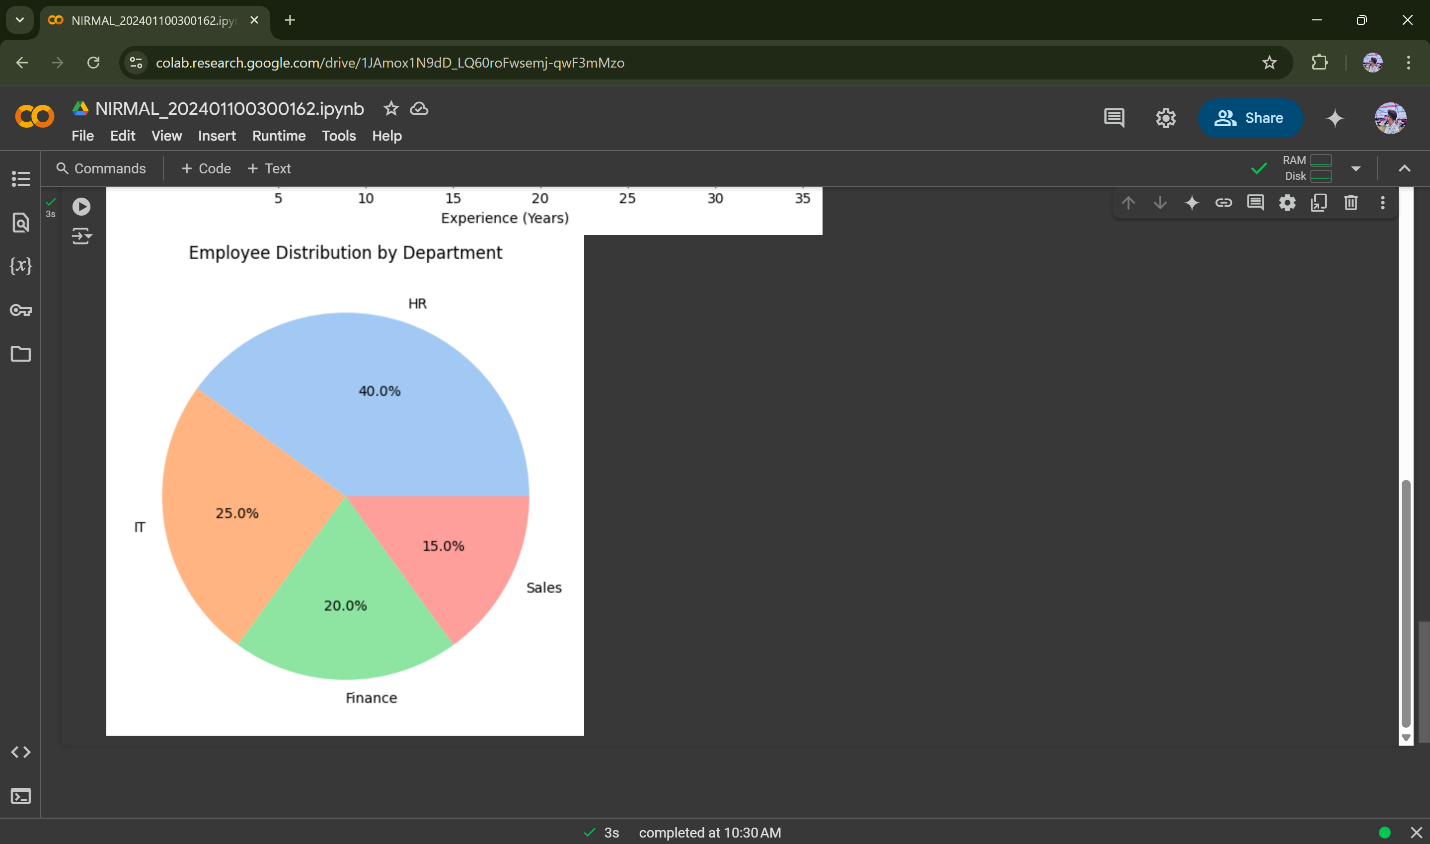 NIRMAL_202401100300162.ipy
colab.research.google.com/drive/1JAmox1N9dD_LQ60roFwsemj-qwF3mMzo
NIRMAL_202401100300162.ipynb
File Edit View Insert Runtime Tools Help
Share
Commands + Code + Text
RAM
Disk
3s
{x}
5 10 15 20 25 30 35
Experience (Years)
Employee Distribution by Department
HR
40.0%
25.0%
IT
15.0%
Sales
20.0%
Finance
3s completed at 10:30 AM